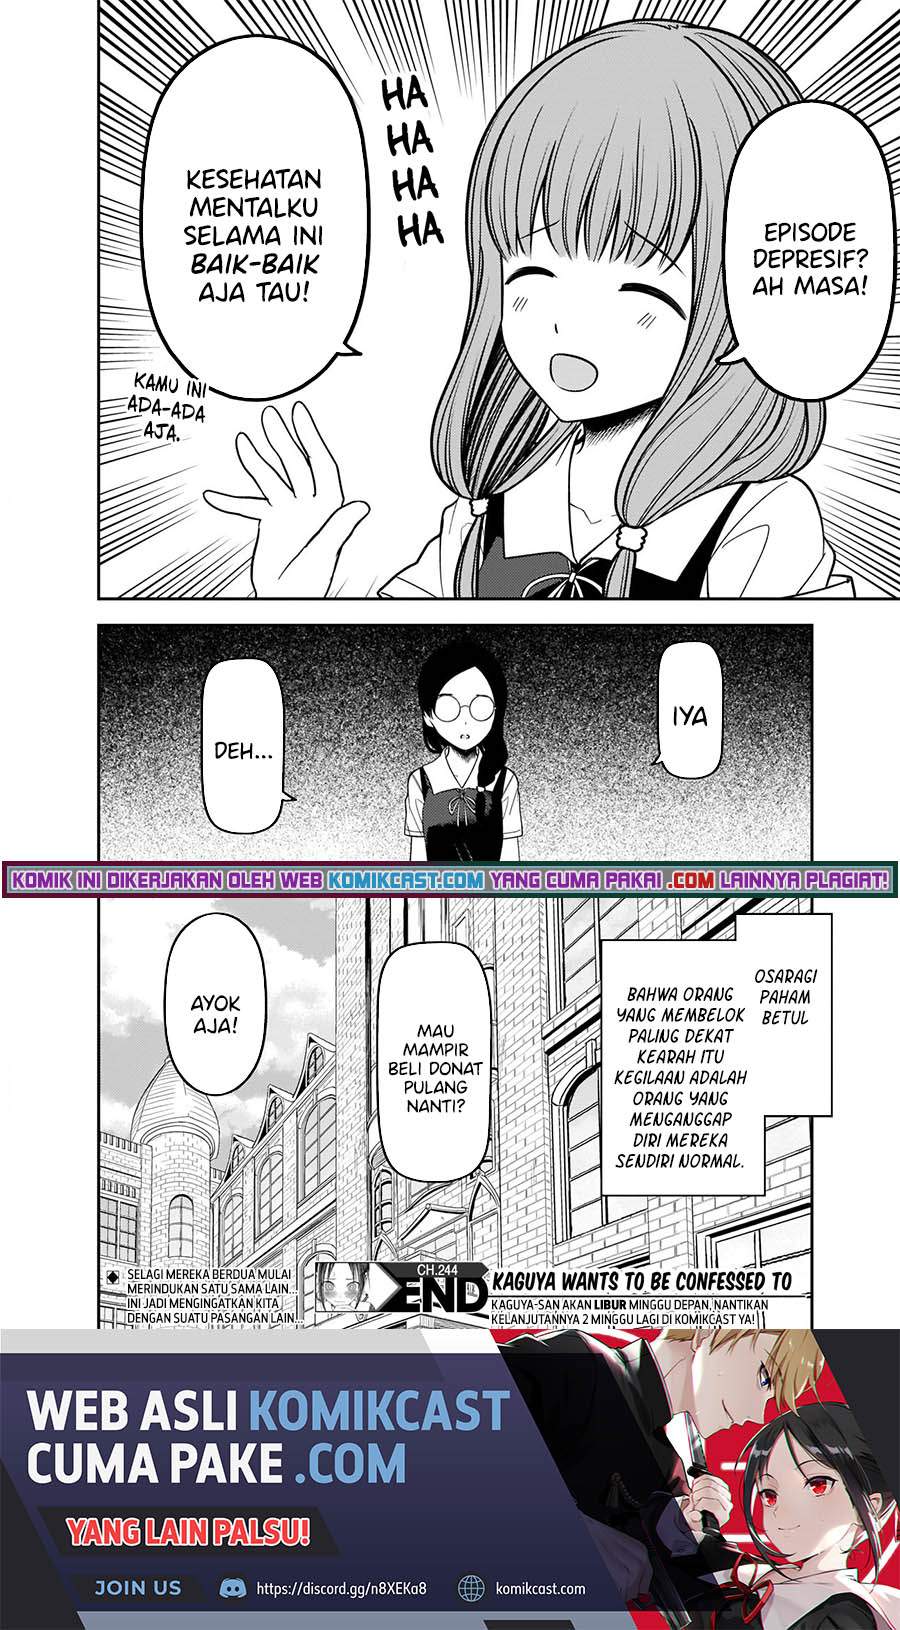 EPISODE
DEPRESIF?
AH MASA!
HA
HA
HA
HA
KESEHATAN
MENTALKU
SELAMA INI
BAIK-BAIK
AJA TAU!
KAMU INI
ADA-ADA
AJA.
IYA
DEH...
KOMIK INI DIKERJAKAN OLEH WEB KOMIKCAST.COM YANG CUMA PAKAI .COM LAINNYA PLAGIAT!
OSARAGI
PAHAM
BETUL
BAHWA ORANG
YANG MEMBELOK
PALING DEKAT
KEARAH ITU
KEGILAAN ADALAH
ORANG YANG
MENGANGGAP
DIRI MEREKA
SENDIRI NORMAL.
MAU
MAMPIR
BELI DONAT
PULANG
NANTI?
AYOK
AJA!
SELAGI MEREKA BERDUA MULAI
MERINDUKAN SATU SAMA LAIN...
INI JADI MENGINGATKAN KITA
DENGAN SUATU PASANGAN LAIN...
CH.244
END
KAGUYA WANTS TO BE CONFESSED TO
KAGUYA-SAN AKAN LIBUR MINGGU DEPAN, NANTIKAN
KELANJUTANNYA 2 MINGGU LAGI DI KOMIKCAST YA!
WEB ASLI KOMIKCAST
CUMA PAKE .COM
YANG LAIN PALSU!
JOIN US https://discord.gg/n8XEKa8 komikcast.com